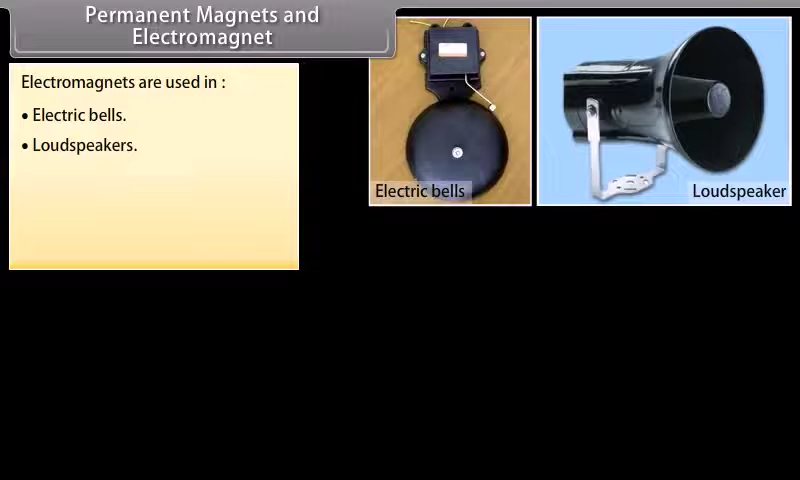 Permanent Magnets and
Electromagnet
Electromagnets are used in :
• Electric bells.
• Loudspeakers.
Electric bells
Loudspeaker